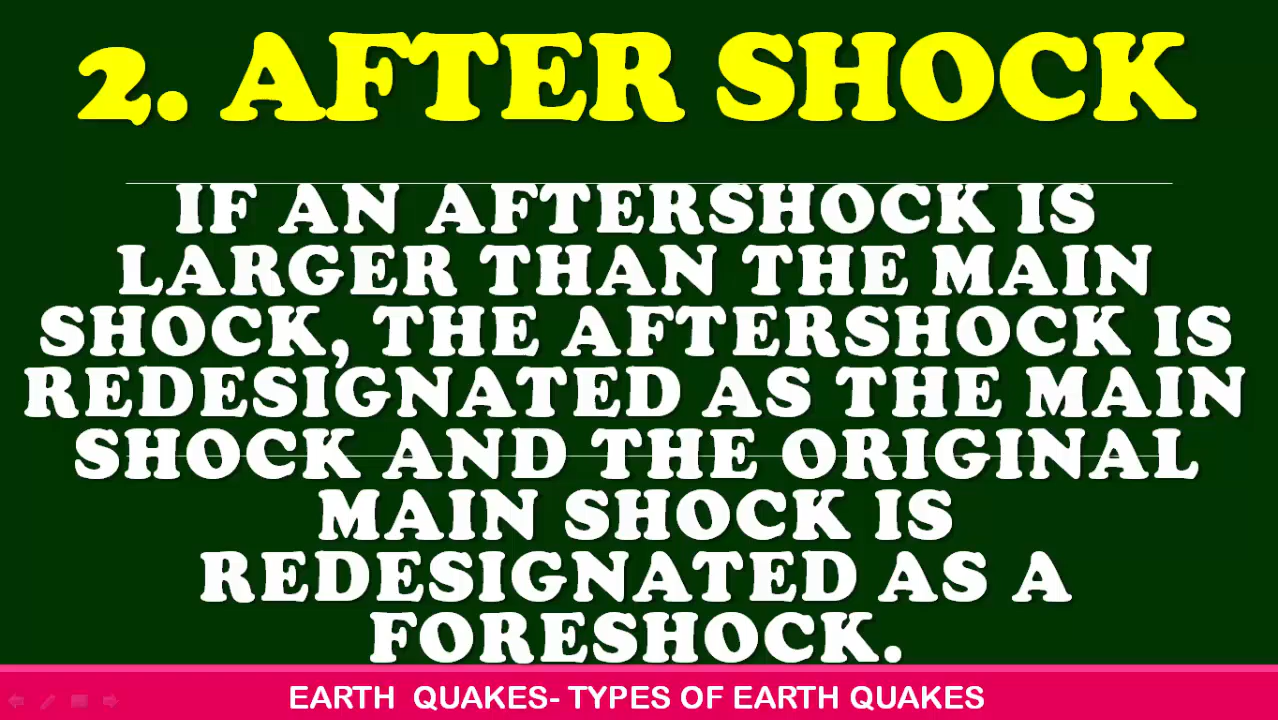 2. AFTER SHOCK
IF AN AFTERSHOCK IS
LARGER THAN THE MAIN
SHOCK, THE AFTERSHOCK IS
REDESIGNATED AS THE MAIN
SHOCK AND THE ORIGINAL
MAIN SHOCK IS
REDESIGNATED AS A
FORESHOCK.
EARTH  QUAKES- TYPES OF EARTH QUAKES